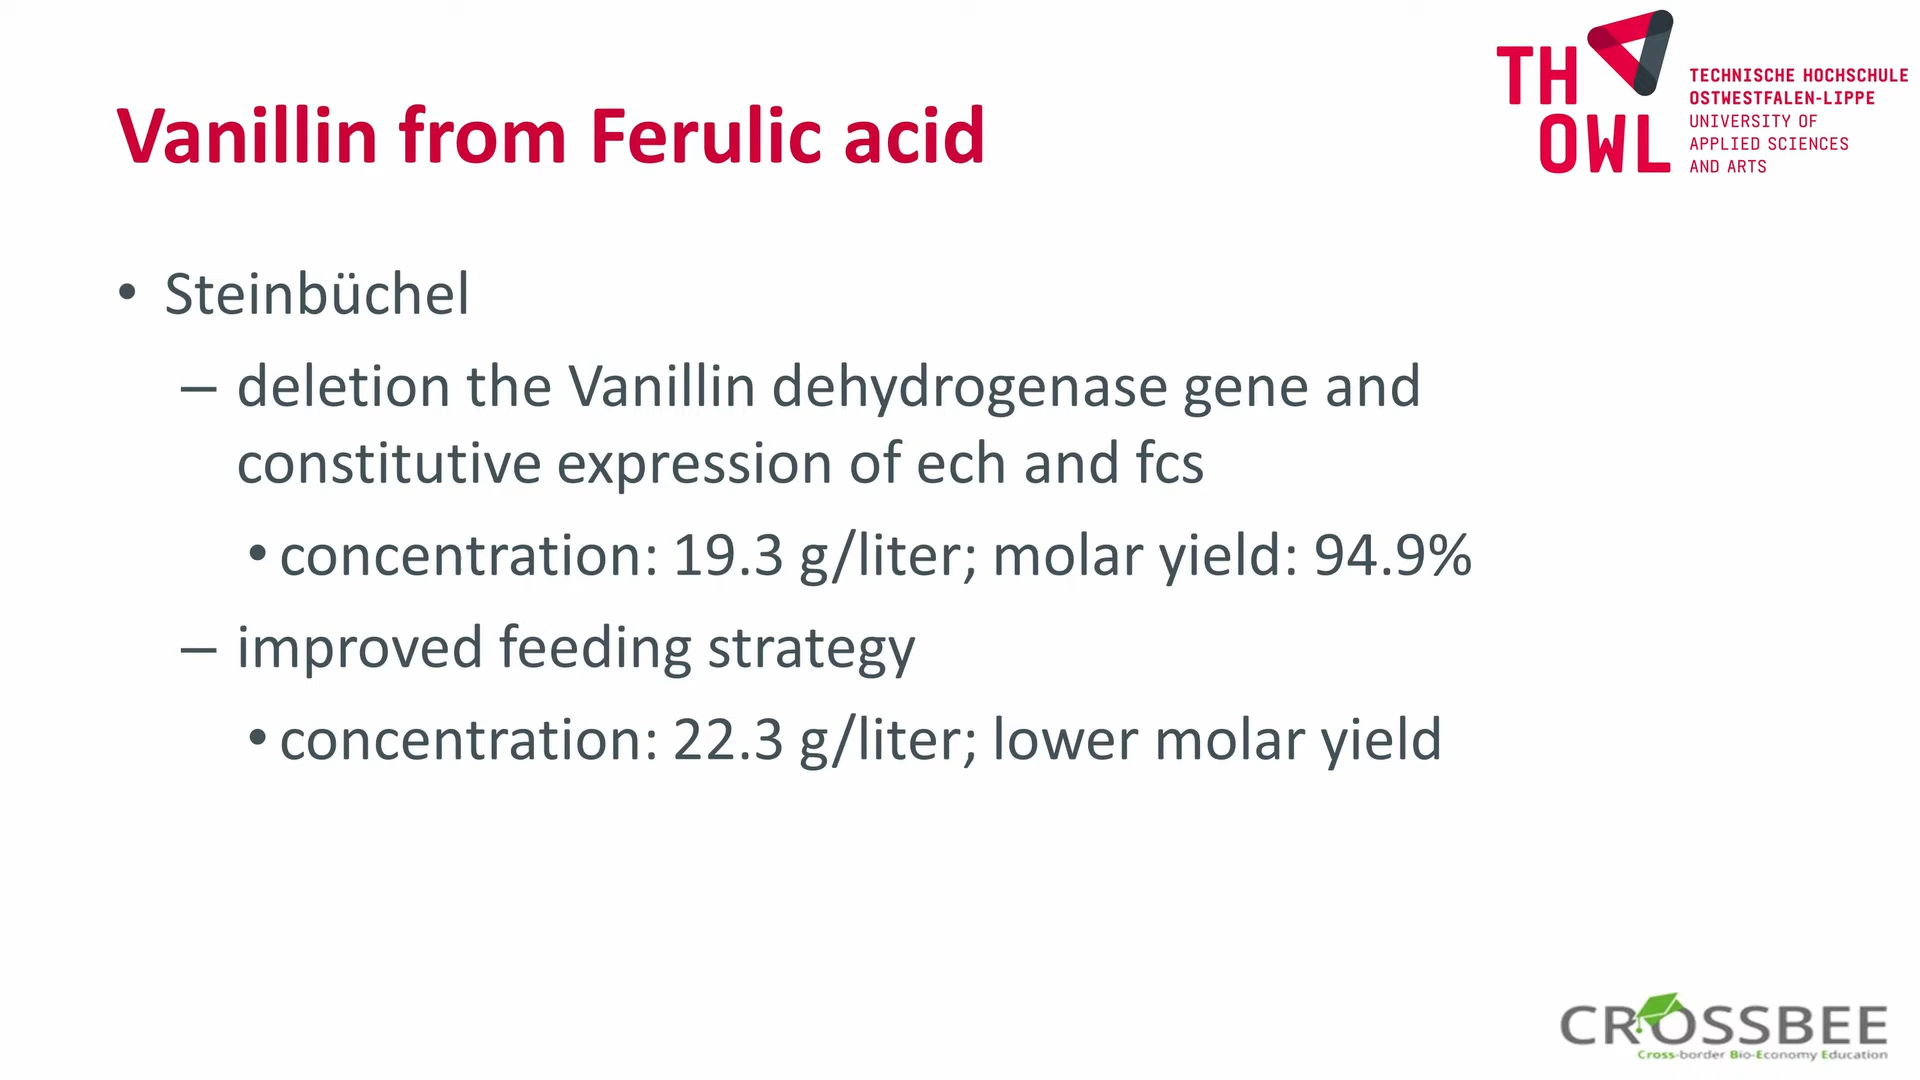 TH OWL
TECHNISCHE HOCHSCHULE
OSTWESTFALEN-LIPPE
UNIVERSITY OF
APPLIED SCIENCES
AND ARTS
Vanillin from Ferulic acid
• Steinbüchel
– deletion the Vanillin dehydrogenase gene and
constitutive expression of ech and fcs
• concentration: 19.3 g/liter; molar yield: 94.9%
– improved feeding strategy
• concentration: 22.3 g/liter; lower molar yield
CROSSBEE
Cross-border Bio-Economy Education